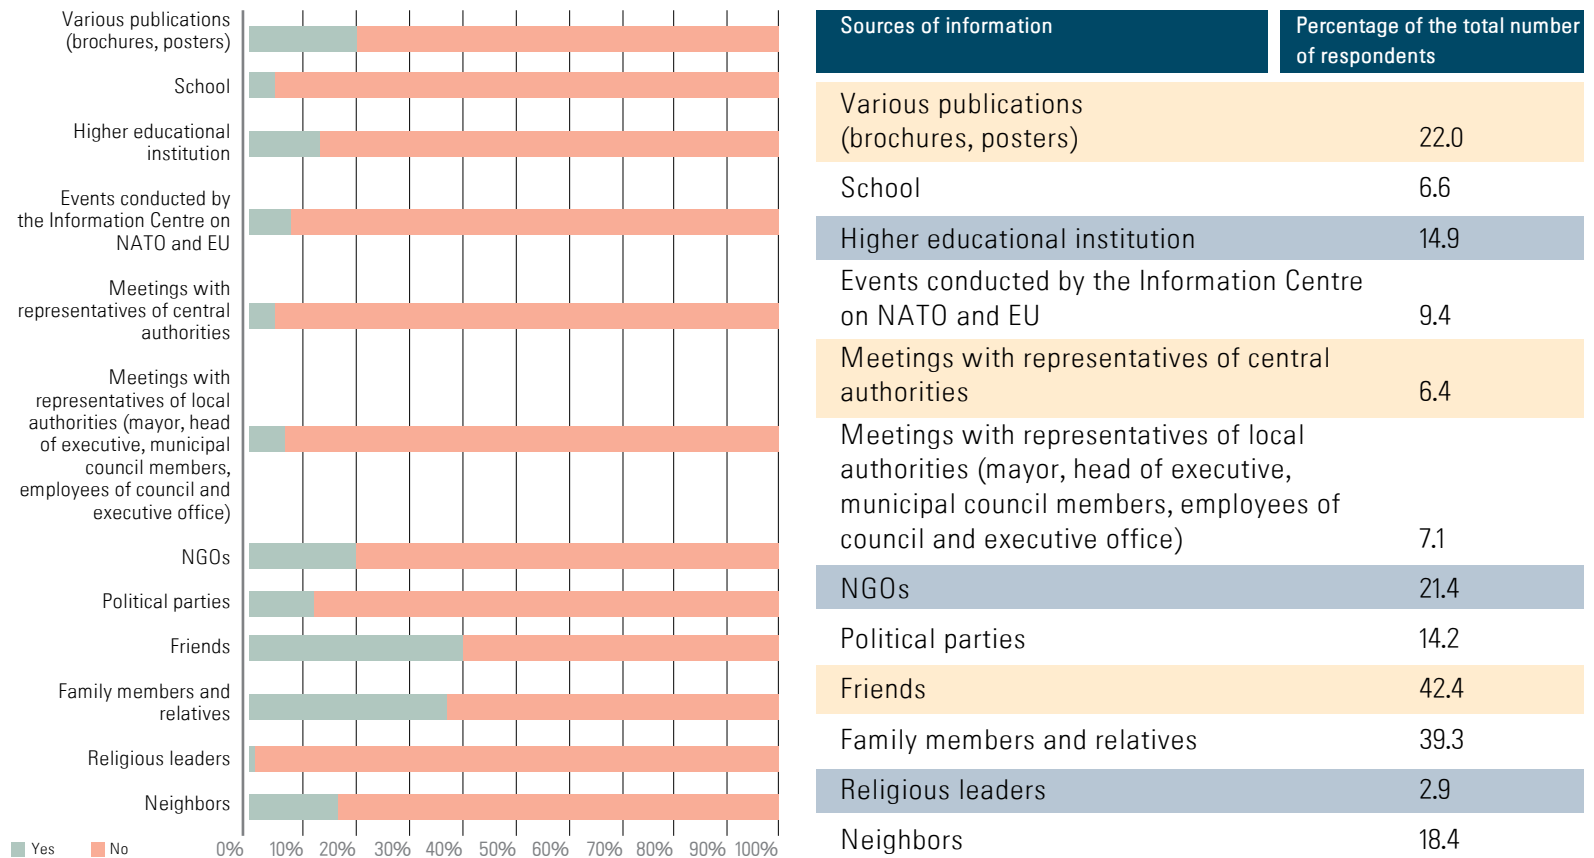 Various publications
(brochures, posters)
School
Higher educational
institution
Events conducted by
the Information Centre on
NATO and EU
Meetings with
representatives of central
authorities
Meetings with
representatives of local
authorities (mayor, head
of executive, municipal
council members,
employees of council and
executive office)
NGOs
Political parties
Friends
Family members and
relatives
Religious leaders
Neighbors
Yes No 0% 10% 20% 30% 40% 50% 60% 70% 80% 90% 100%
Sources of information Percentage of the total number
of respondents
Various publications
(brochures, posters) 22.0
School 6.6
Higher educational institution 14.9
Events conducted by the Information Centre
on NATO and EU 9.4
Meetings with representatives of central
authorities 6.4
Meetings with representatives of local
authorities (mayor, head of executive,
municipal council members, employees of
council and executive office) 7.1
NGOs 21.4
Political parties 14.2
Friends 42.4
Family members and relatives 39.3
Religious leaders 2.9
Neighbors 18.4